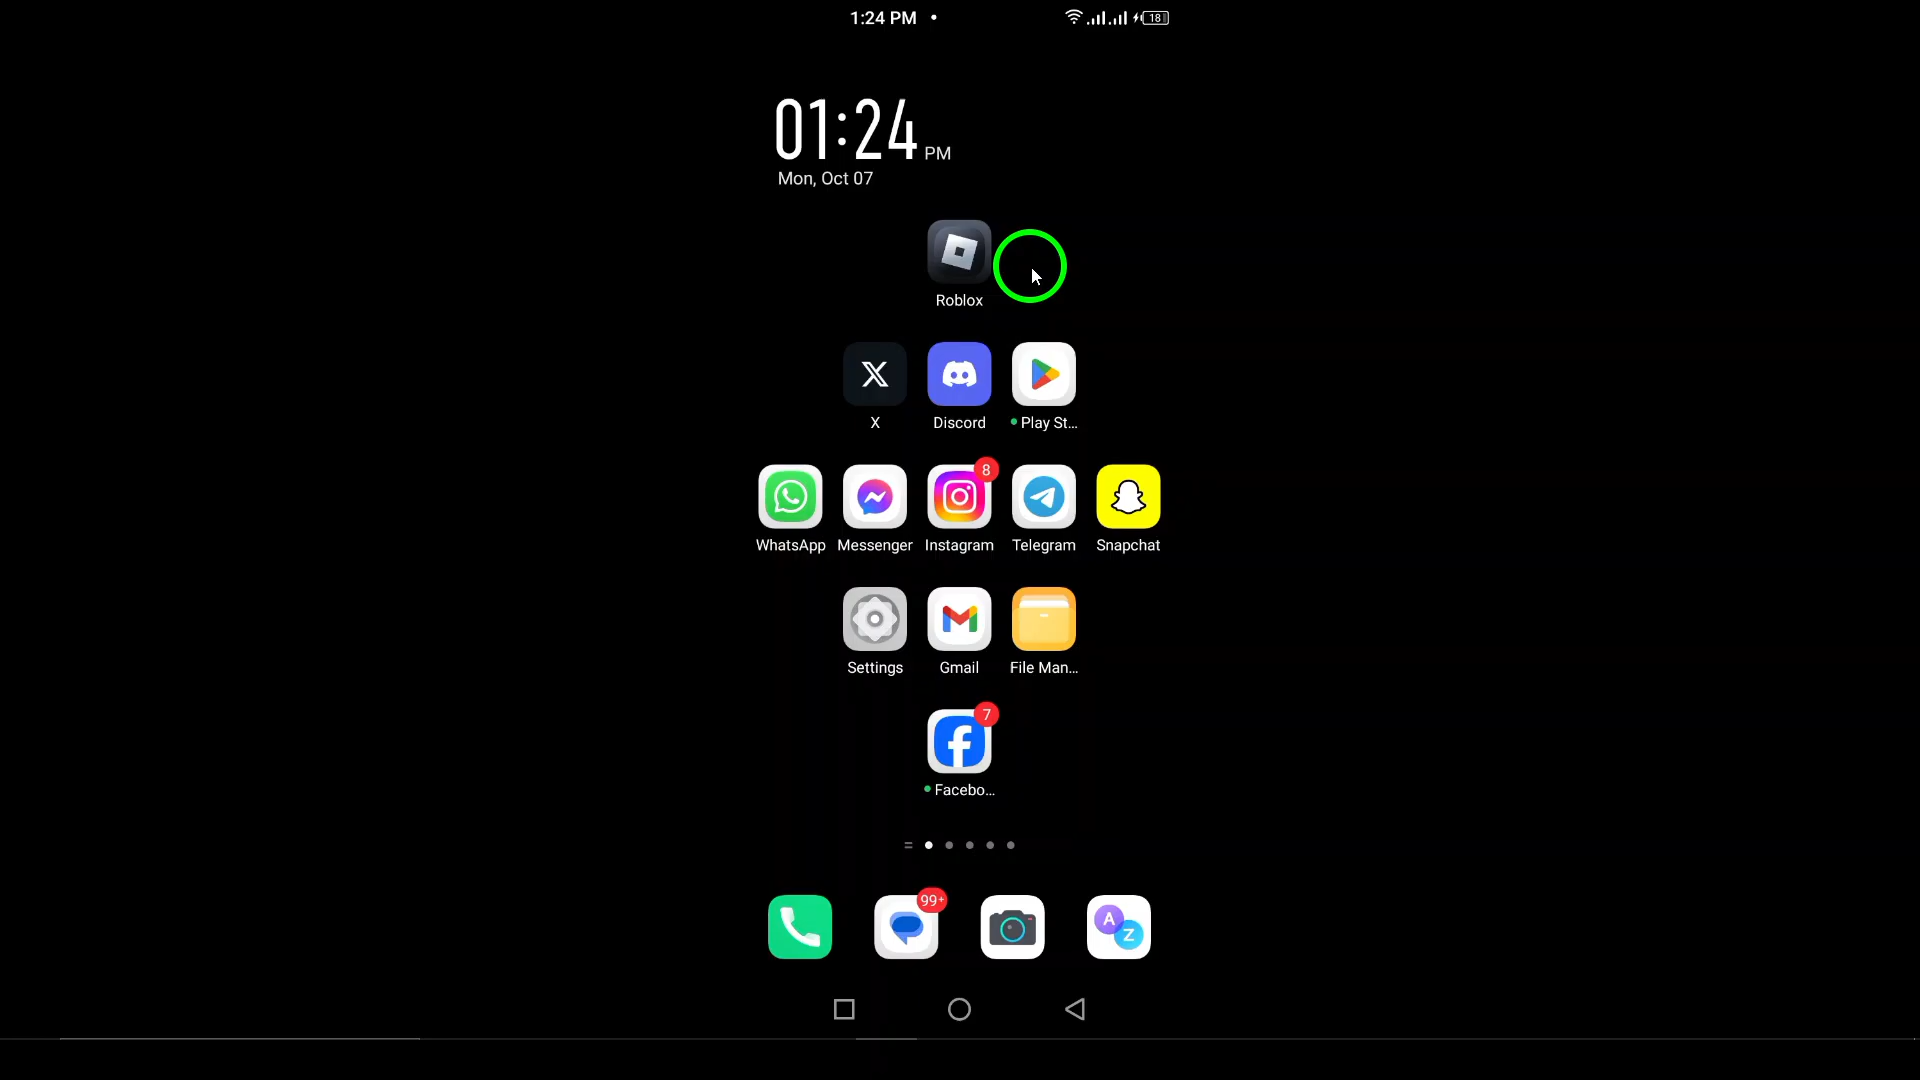 1:24 PM
18
01:24 PM
Mon, Oct 07
Roblox
X
Discord
Play St...
8
WhatsApp
Messenger
Instagram
Telegram
Snapchat
Settings
Gmail
File Man...
7
Facebo...
99+
A
Z